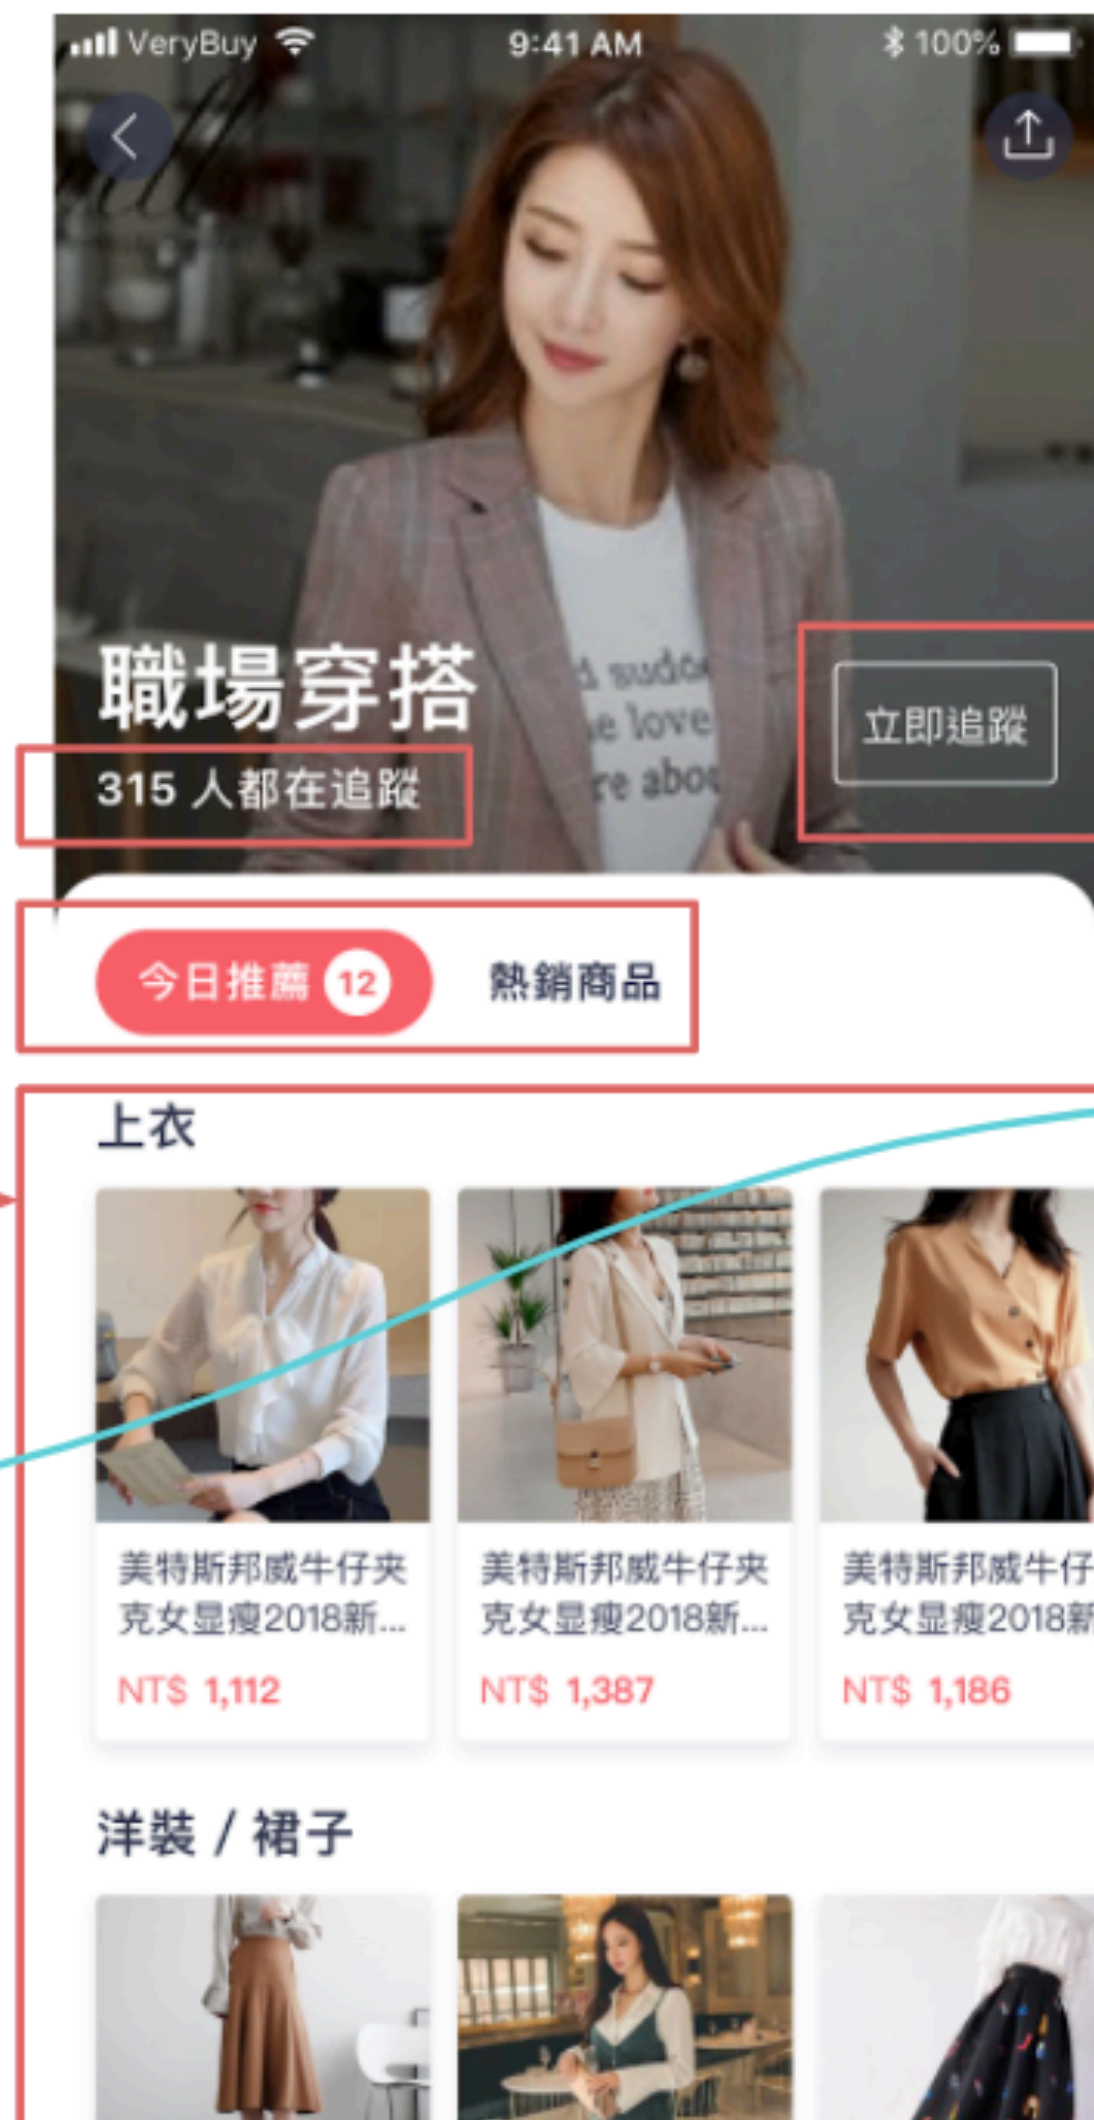 VeryBuy 9:41 AM 100%
職場穿搭
立即追蹤
315 人都在追蹤
今日推薦 12 熱銷商品
上衣
美特斯邦威牛仔夹
克女显瘦2018新...
NT$ 1,112
美特斯邦威牛仔夹
克女显瘦2018新...
NT$ 1,387
美特斯邦威牛仔
克女显瘦2018新
NT$ 1,186
洋裝 / 裙子